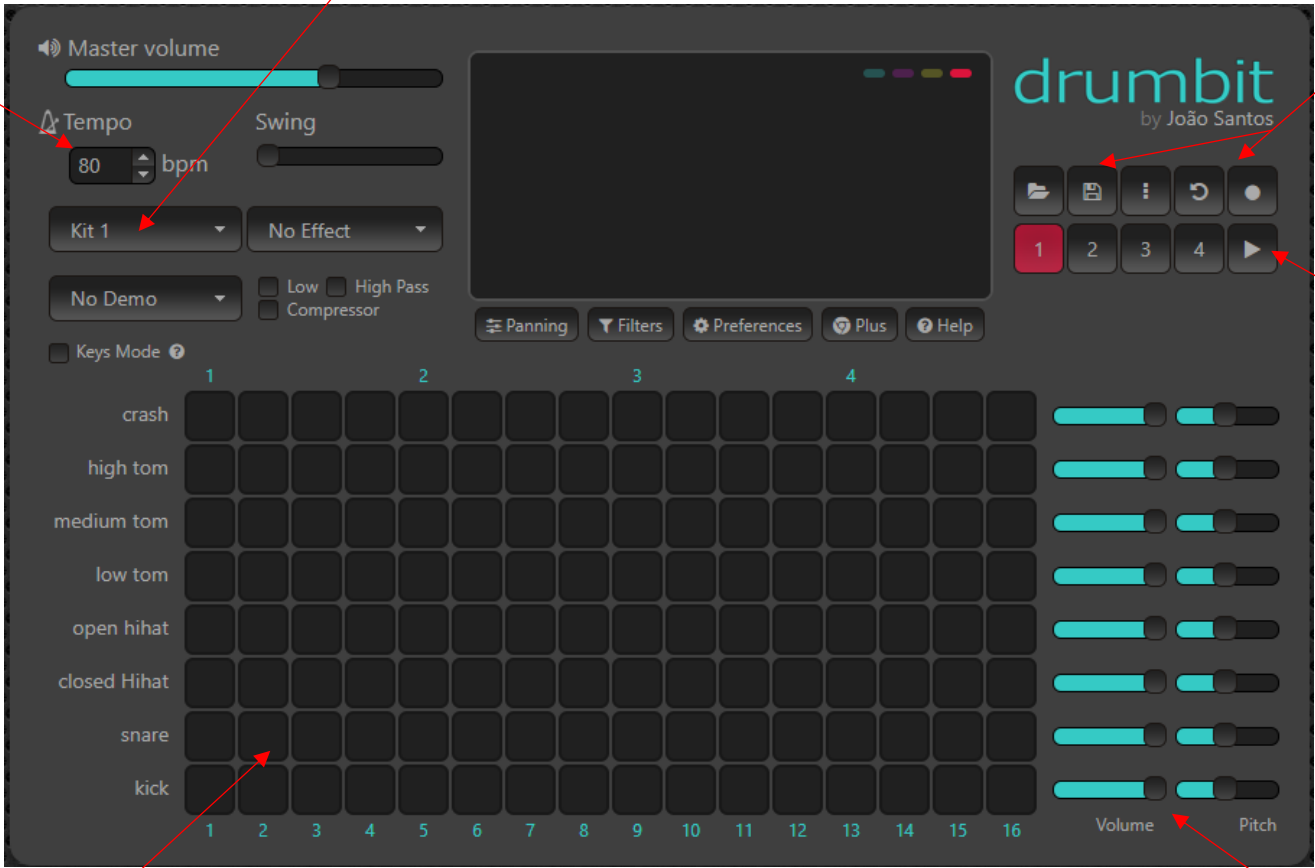 Master volume
drumbit
by João Santos
Tempo
Swing
80 bpm
Kit 1
No Effect
1 2 3 4
No Demo
Low High Pass
Compressor
Panning Filters Preferences Plus Help
Keys Mode
1 2 3 4
crash
high tom
medium tom
low tom
open hihat
closed Hihat
snare
kick
1 2 3 4 5 6 7 8 9 10 11 12 13 14 15 16
Volume Pitch